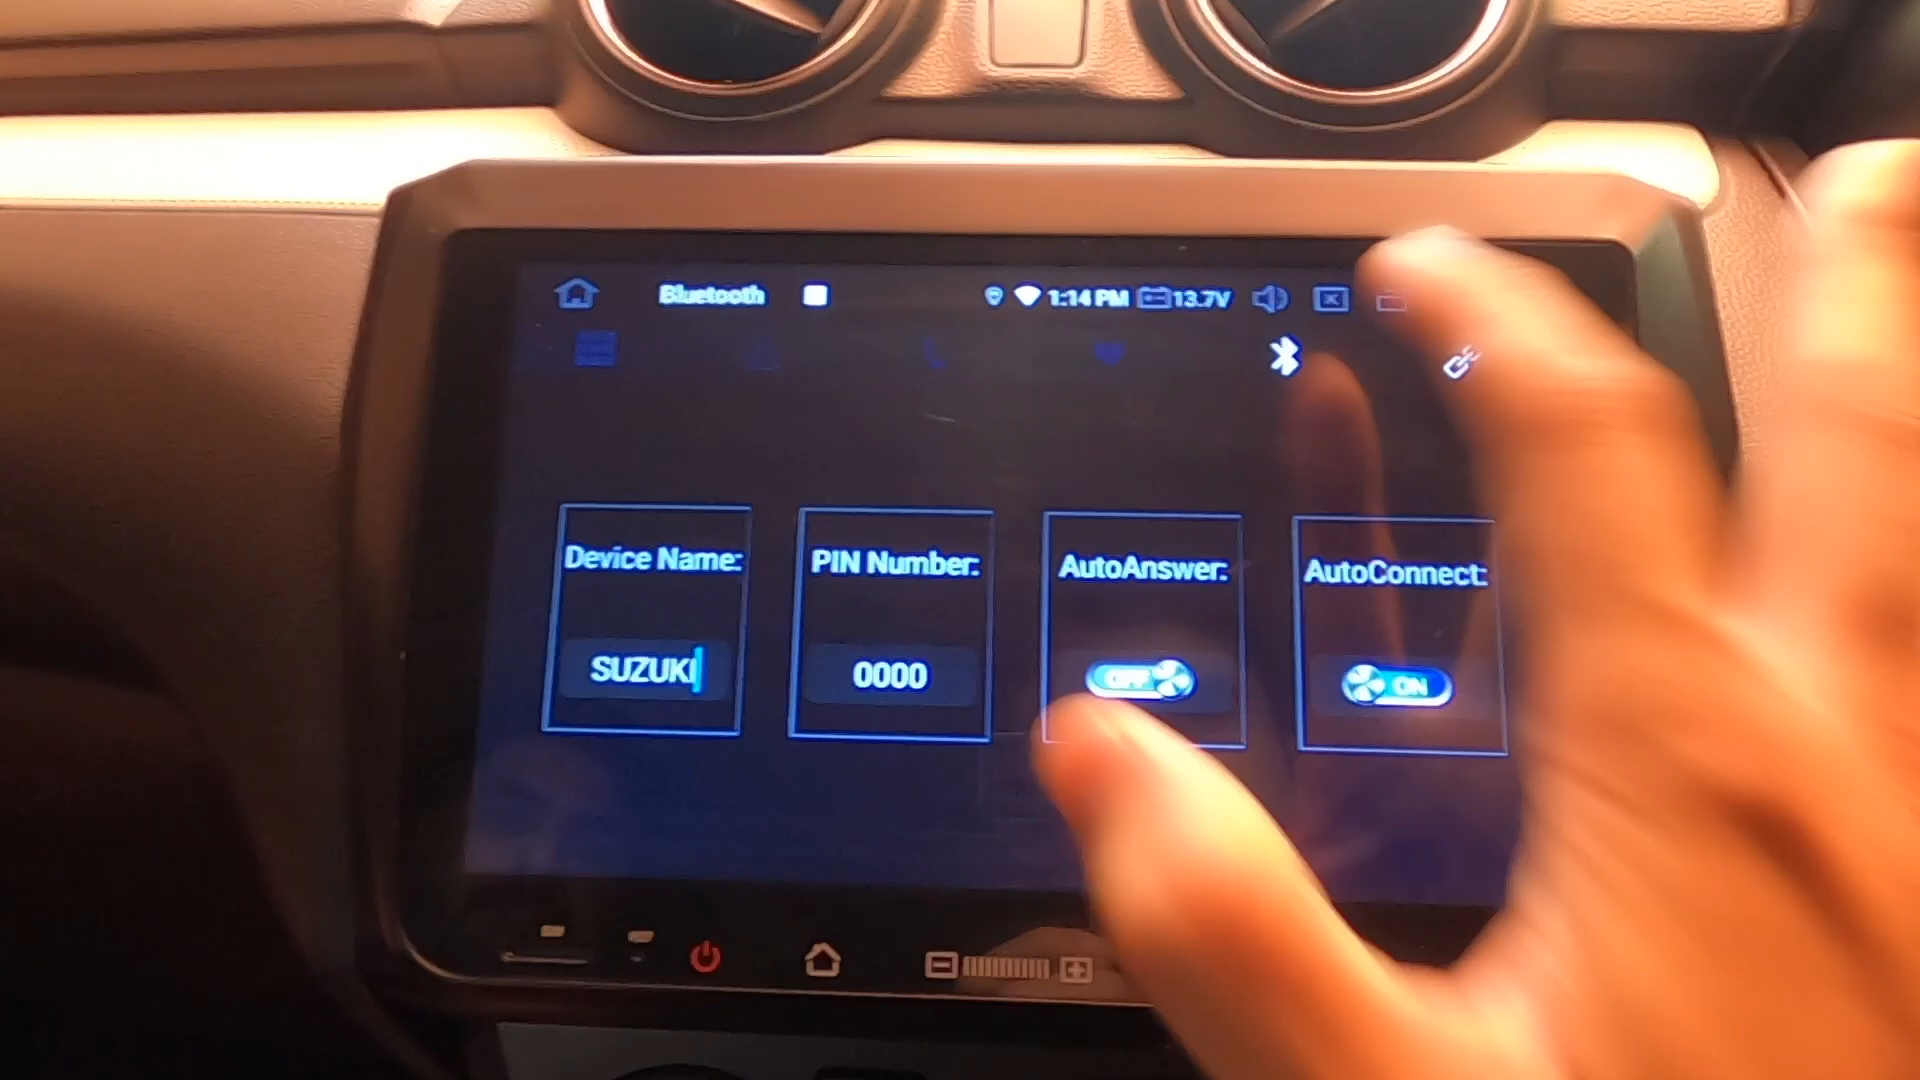 Bluetooth
1:14 PM 13.7V
Device Name:
PIN Number:
AutoAnswer:
AutoConnect:
SUZUKI
0000
OFF
ON